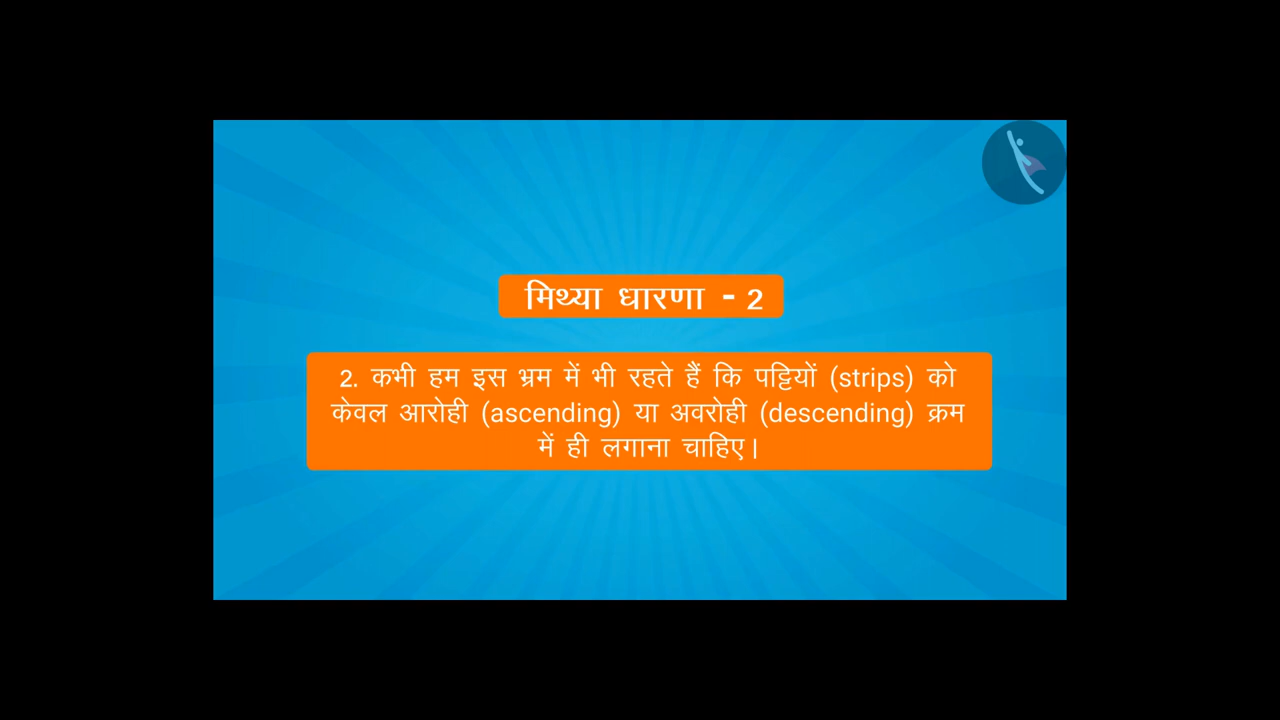 मिथ्या धारणा - 2
2. कभी हम इस भ्रम में भी रहते हैं कि पट्टियों (strips) को
केवल आरोही (ascending) या अवरोही (descending) क्रम
में ही लगाना चाहिए।